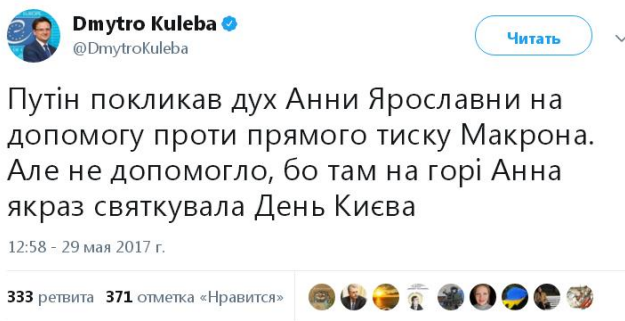 Dmytro Kuleba
@DmytroKuleba
Читать
Путін покликав дух Анни Ярославни на
допомогу проти прямого тиску Макрона.
Але не допомогло, бо там на горі Анна
якраз святкувала День Києва
12:58 - 29 мая 2017 г.
333 ретвита 371 отметка «Нравится»